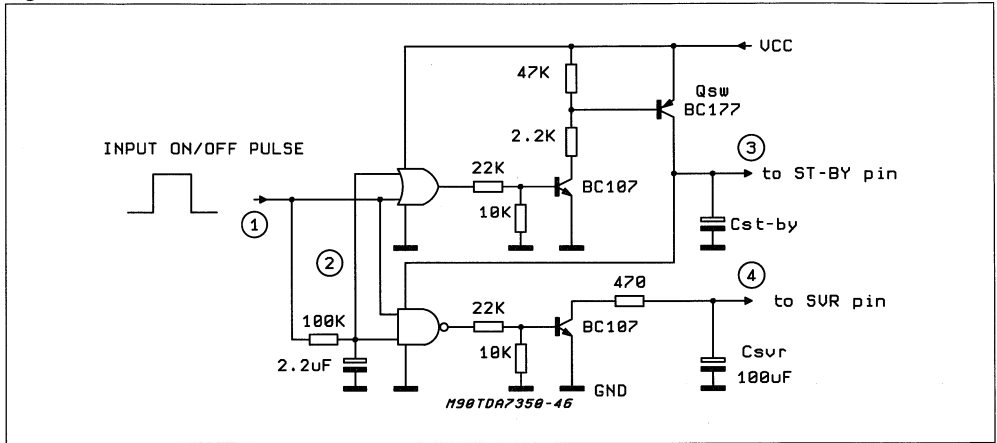 VCC
47K
Qsw
BC177
2.2K
INPUT ON/OFF PULSE
3
to ST-BY pin
22K
BC107
10K
1
Cst-by
2
4
470
to SVR pin
22K
100K
BC107
10K
2.2uF
Csvr
100uF
GND
M90TDA7350-46